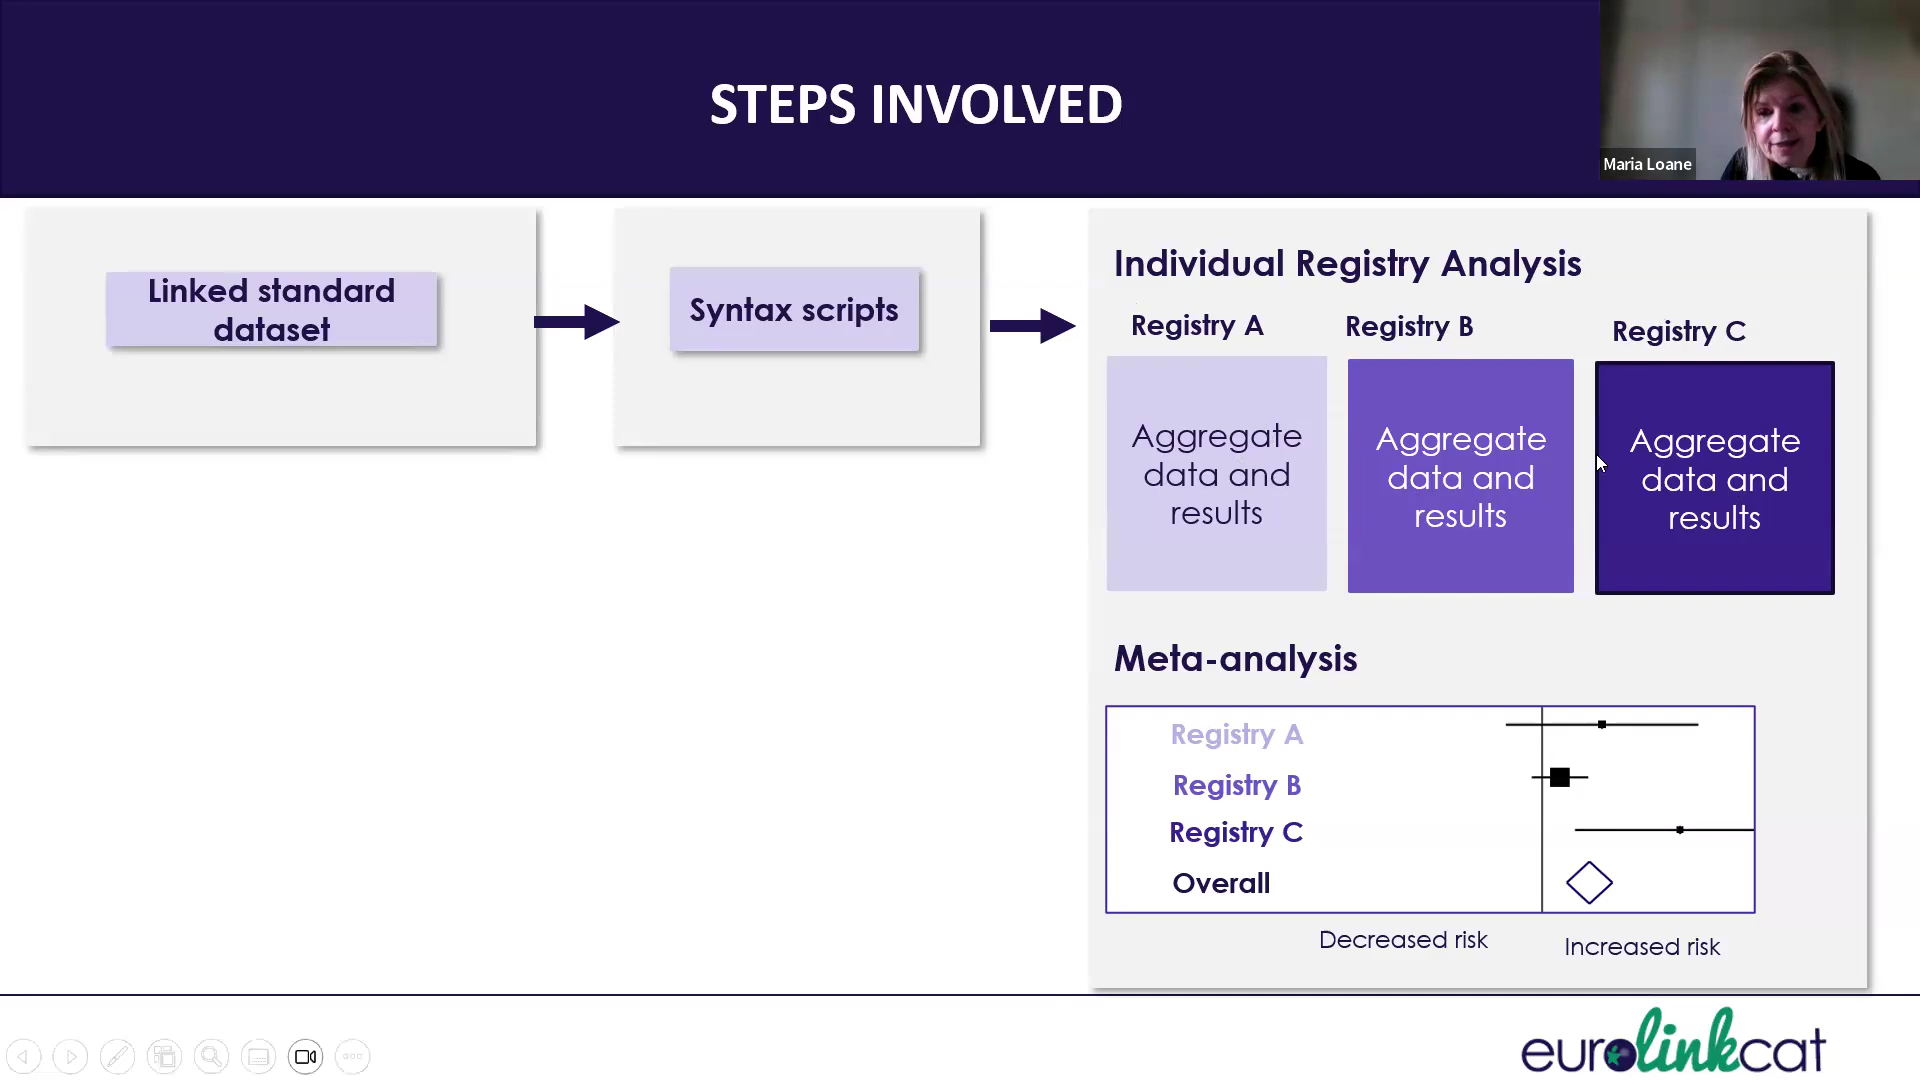 STEPS INVOLVED
Maria Loane
Linked standard
dataset
Syntax scripts
Individual Registry Analysis
Registry A
Registry B
Registry C
Aggregate
data and
results
Aggregate
data and
results
Aggregate
data and
results
Meta-analysis
Registry A
Registry B
Registry C
Overall
Decreased risk
Increased risk
eurolinkcat